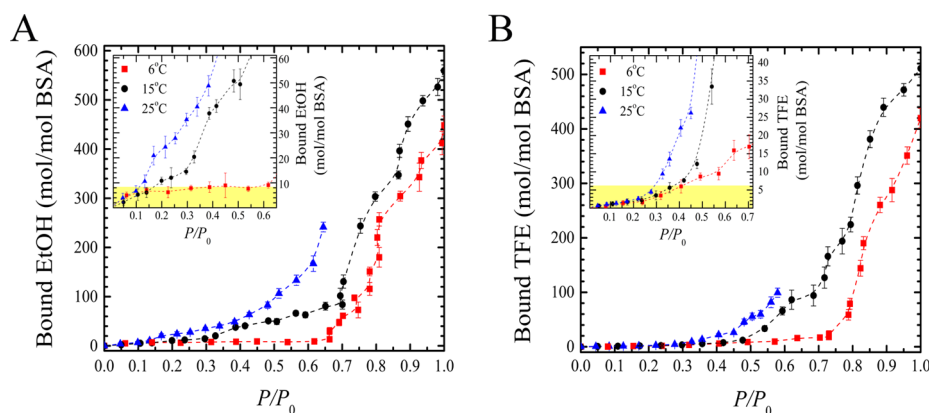 A
Bound EtOH (mol/mol BSA)
600
500
400
300
200
100
0
0.0 0.1 0.2 0.3 0.4 0.5 0.6 0.7 0.8 0.9 1.0
P/P0
6°C
15°C
25°C
60
50
40
30
20
10
Bound EtOH
(mol/mol BSA)
0.0 0.1 0.2 0.3 0.4 0.5 0.6
P/P0
B
Bound TFE (mol/mol BSA)
500
400
300
200
100
0
0.0 0.1 0.2 0.3 0.4 0.5 0.6 0.7 0.8 0.9 1.0
P/P0
6°C
15°C
25°C
40
35
30
25
20
15
10
5
Bound TFE
(mol/mol BSA)
0.0 0.1 0.2 0.3 0.4 0.5 0.6 0.7
P/P0